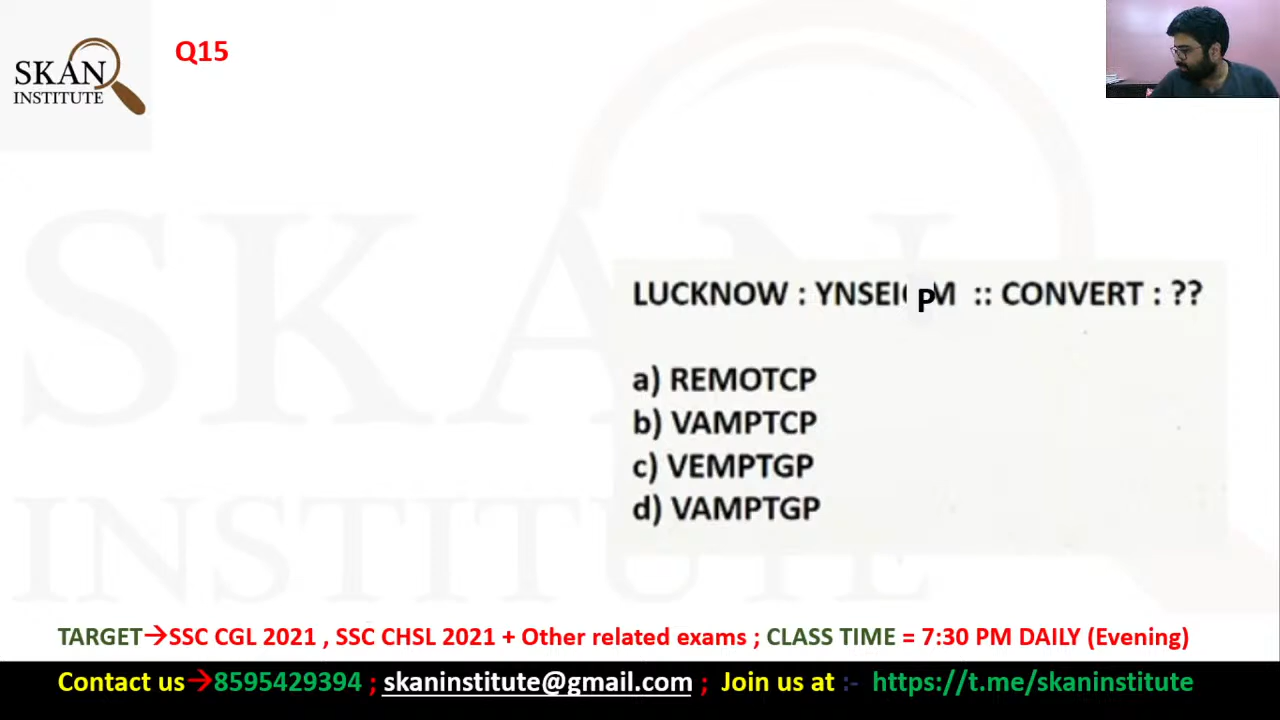 SKAN
INSTITUTE
Q15
LUCKNOW : :: CONVERT : ??
a) REMOTCP
b) VAMPTCP
c) VEMPTGP
d) VAMPTGP
SKAN
INSTITUTE
TARGET→SSC CGL 2021 , SSC CHSL 2021 + Other related exams ; CLASS TIME = 7:30 PM DAILY (Evening)
Contact us→8595429394 ; skaninstitute@gmail.com ; Join us at :- https://t.me/skaninstitute